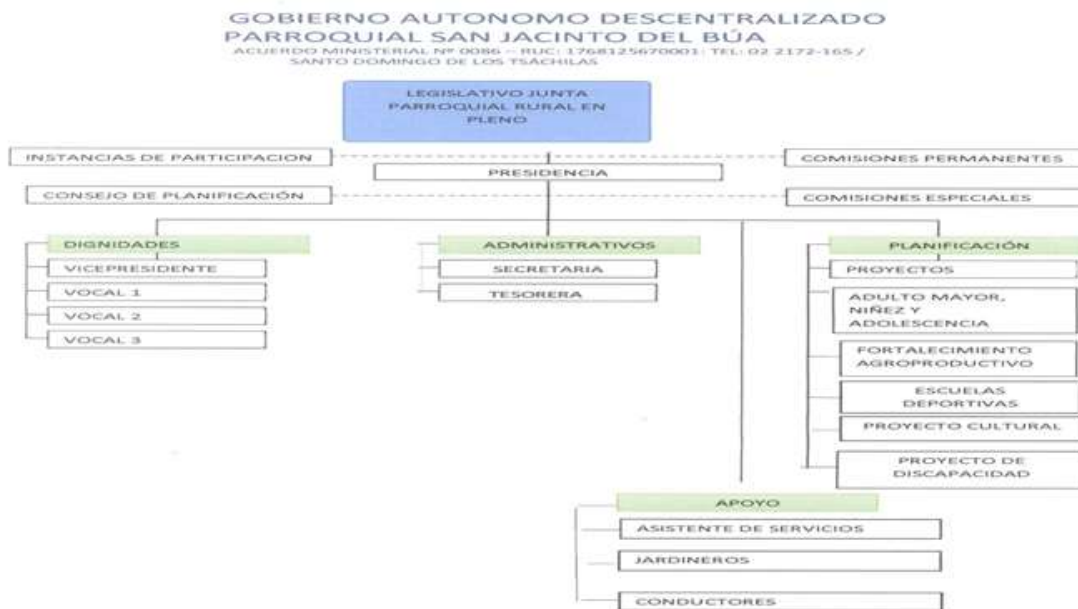 GOBIERNO AUTONOMO DESCENTRALIZADO
PARROQUIAL SAN JACINTO DEL BÚA
ACUERDO MINISTERIAL Nº 0086 – RUC: 1768125670001: TEL: 02 2172-165 /
SANTO DOMINGO DE LOS TSÁCHILAS
LEGISLATIVO JUNTA
PARROQUIAL RURAL EN
PLENO
INSTANCIAS DE PARTICIPACION
COMISIONES PERMANENTES
PRESIDENCIA
CONSEJO DE PLANIFICACIÓN
COMISIONES ESPECIALES
DIGNIDADES
VICEPRESIDENTE
VOCAL 1
VOCAL 2
VOCAL 3
ADMINISTRATIVOS
SECRETARIA
TESORERA
PLANIFICACIÓN
PROYECTOS
ADULTO MAYOR,
NIÑEZ Y
ADOLESCENCIA
FORTALECIMIENTO
AGROPRODUCTIVO
ESCUELAS
DEPORTIVAS
PROYECTO CULTURAL
PROYECTO DE
DISCAPACIDAD
APOYO
ASISTENTE DE SERVICIOS
JARDINEROS
CONDUCTORES